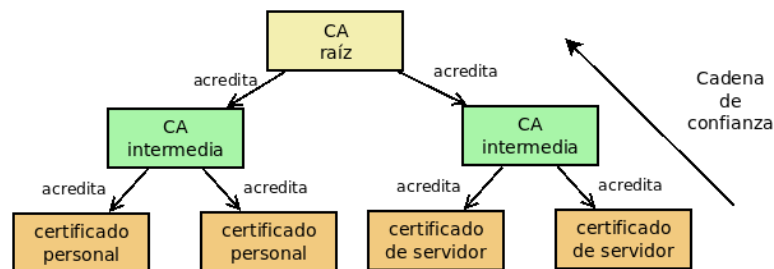 CA
raíz
acredita
acredita
Cadena
de
confianza
CA
intermedia
CA
intermedia
acredita
acredita
acredita
acredita
certificado
personal
certificado
personal
certificado
de servidor
certificado
de servidor